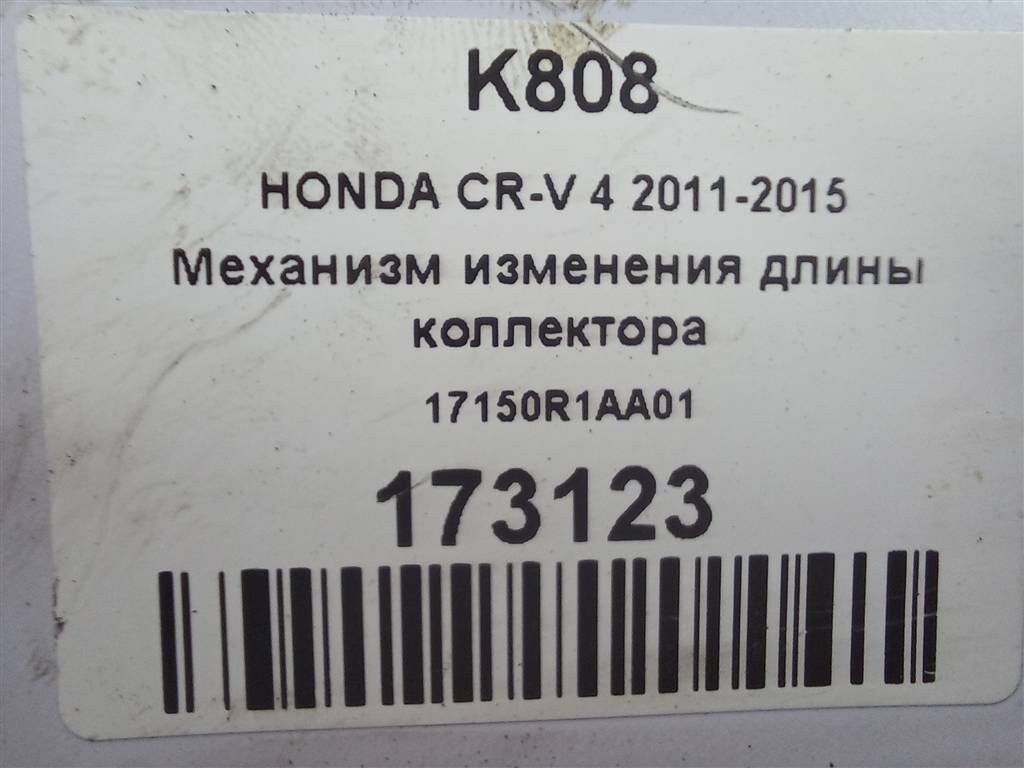 K808
HONDA CR-V 4 2011-2015
Механизм изменения длины
коллектора
17150R1AA01
173123